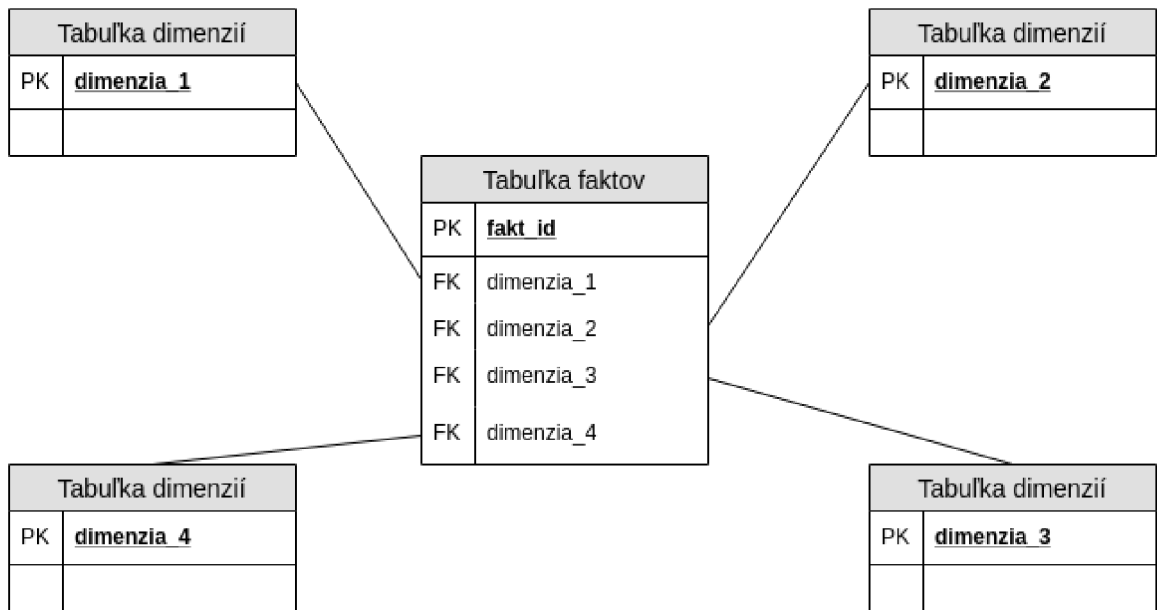 Tabuľka dimenzií
PK dimenzia_1
Tabuľka dimenzií
PK dimenzia_2
Tabuľka faktov
PK fakt_id
FK dimenzia_1
FK dimenzia_2
FK dimenzia_3
FK dimenzia_4
Tabuľka dimenzií
PK dimenzia_4
Tabuľka dimenzií
PK dimenzia_3